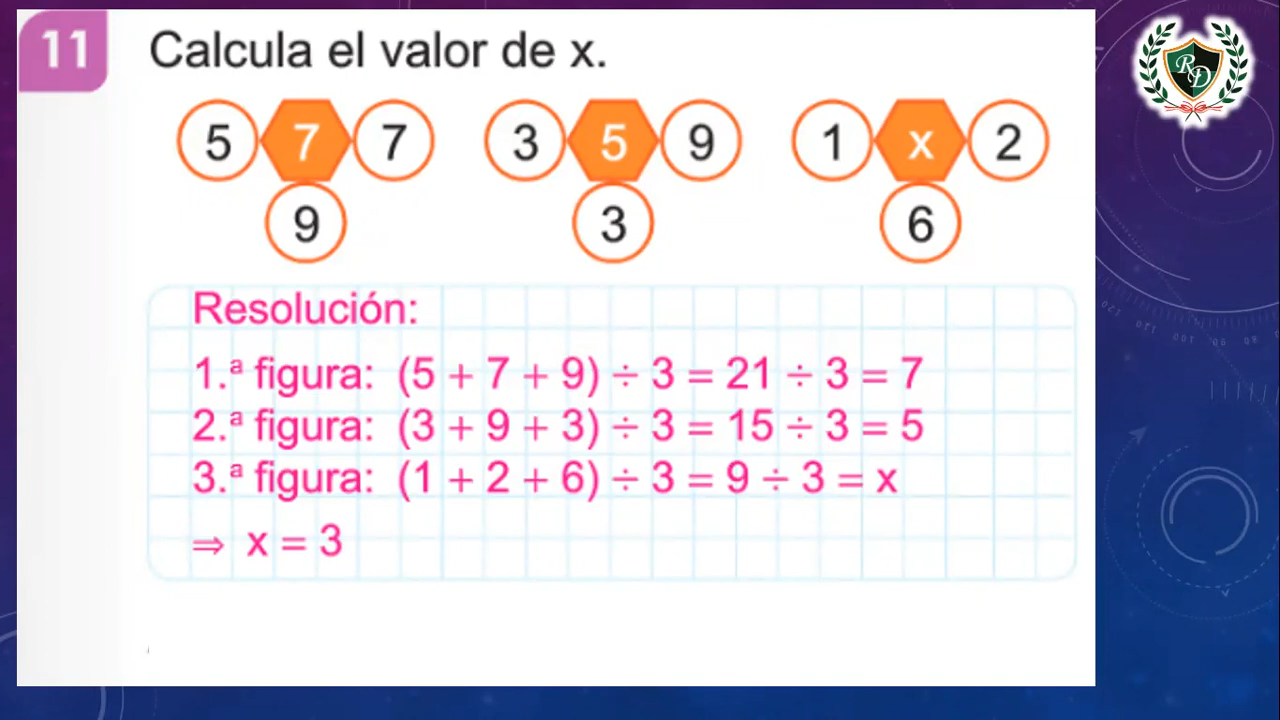 11 Calcula el valor de x.
5 7 7 3 5 9 1 x 2
9 3 6
Resolución:
1.ª figura: (5 + 7 + 9) ÷ 3 = 21 ÷ 3 = 7
2.ª figura: (3 + 9 + 3) ÷ 3 = 15 ÷ 3 = 5
3.ª figura: (1 + 2 + 6) ÷ 3 = 9 ÷ 3 = x
⇒ x = 3
RD